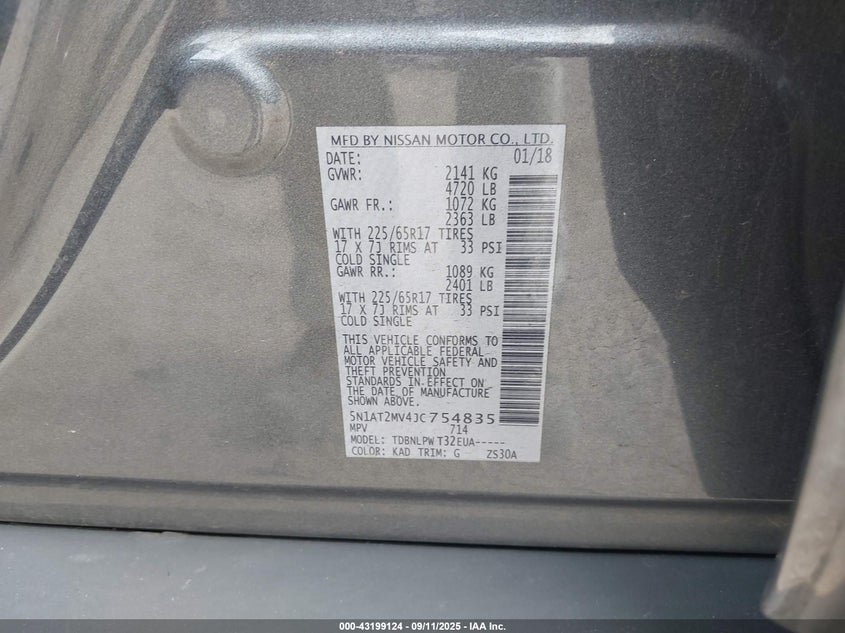 MFD BY NISSAN MOTOR CO., LTD.
DATE: 01/18
GVWR: 2141 KG
4720 LB
GAWR FR.: 1072 KG
2363 LB
WITH 225/65R17 TIRES
17 X 7J RIMS AT 33 PSI
COLD SINGLE
GAWR RR.: 1089 KG
2401 LB
WITH 225/65R17 TIRES
17 X 7J RIMS AT 33 PSI
COLD SINGLE
THIS VEHICLE CONFORMS TO
ALL APPLICABLE FEDERAL
MOTOR VEHICLE SAFETY AND
THEFT PREVENTION
STANDARDS IN EFFECT ON
THE DATE OF MANUFACTURE
SHOWN ABOVE.
5N1AT2MV4JC754835
MPV 714
MODEL: TDBNLPW T32EUA-----
COLOR: KAD TRIM: G ZS30A
000-43199124 - 09/11/2025 - IAA Inc.